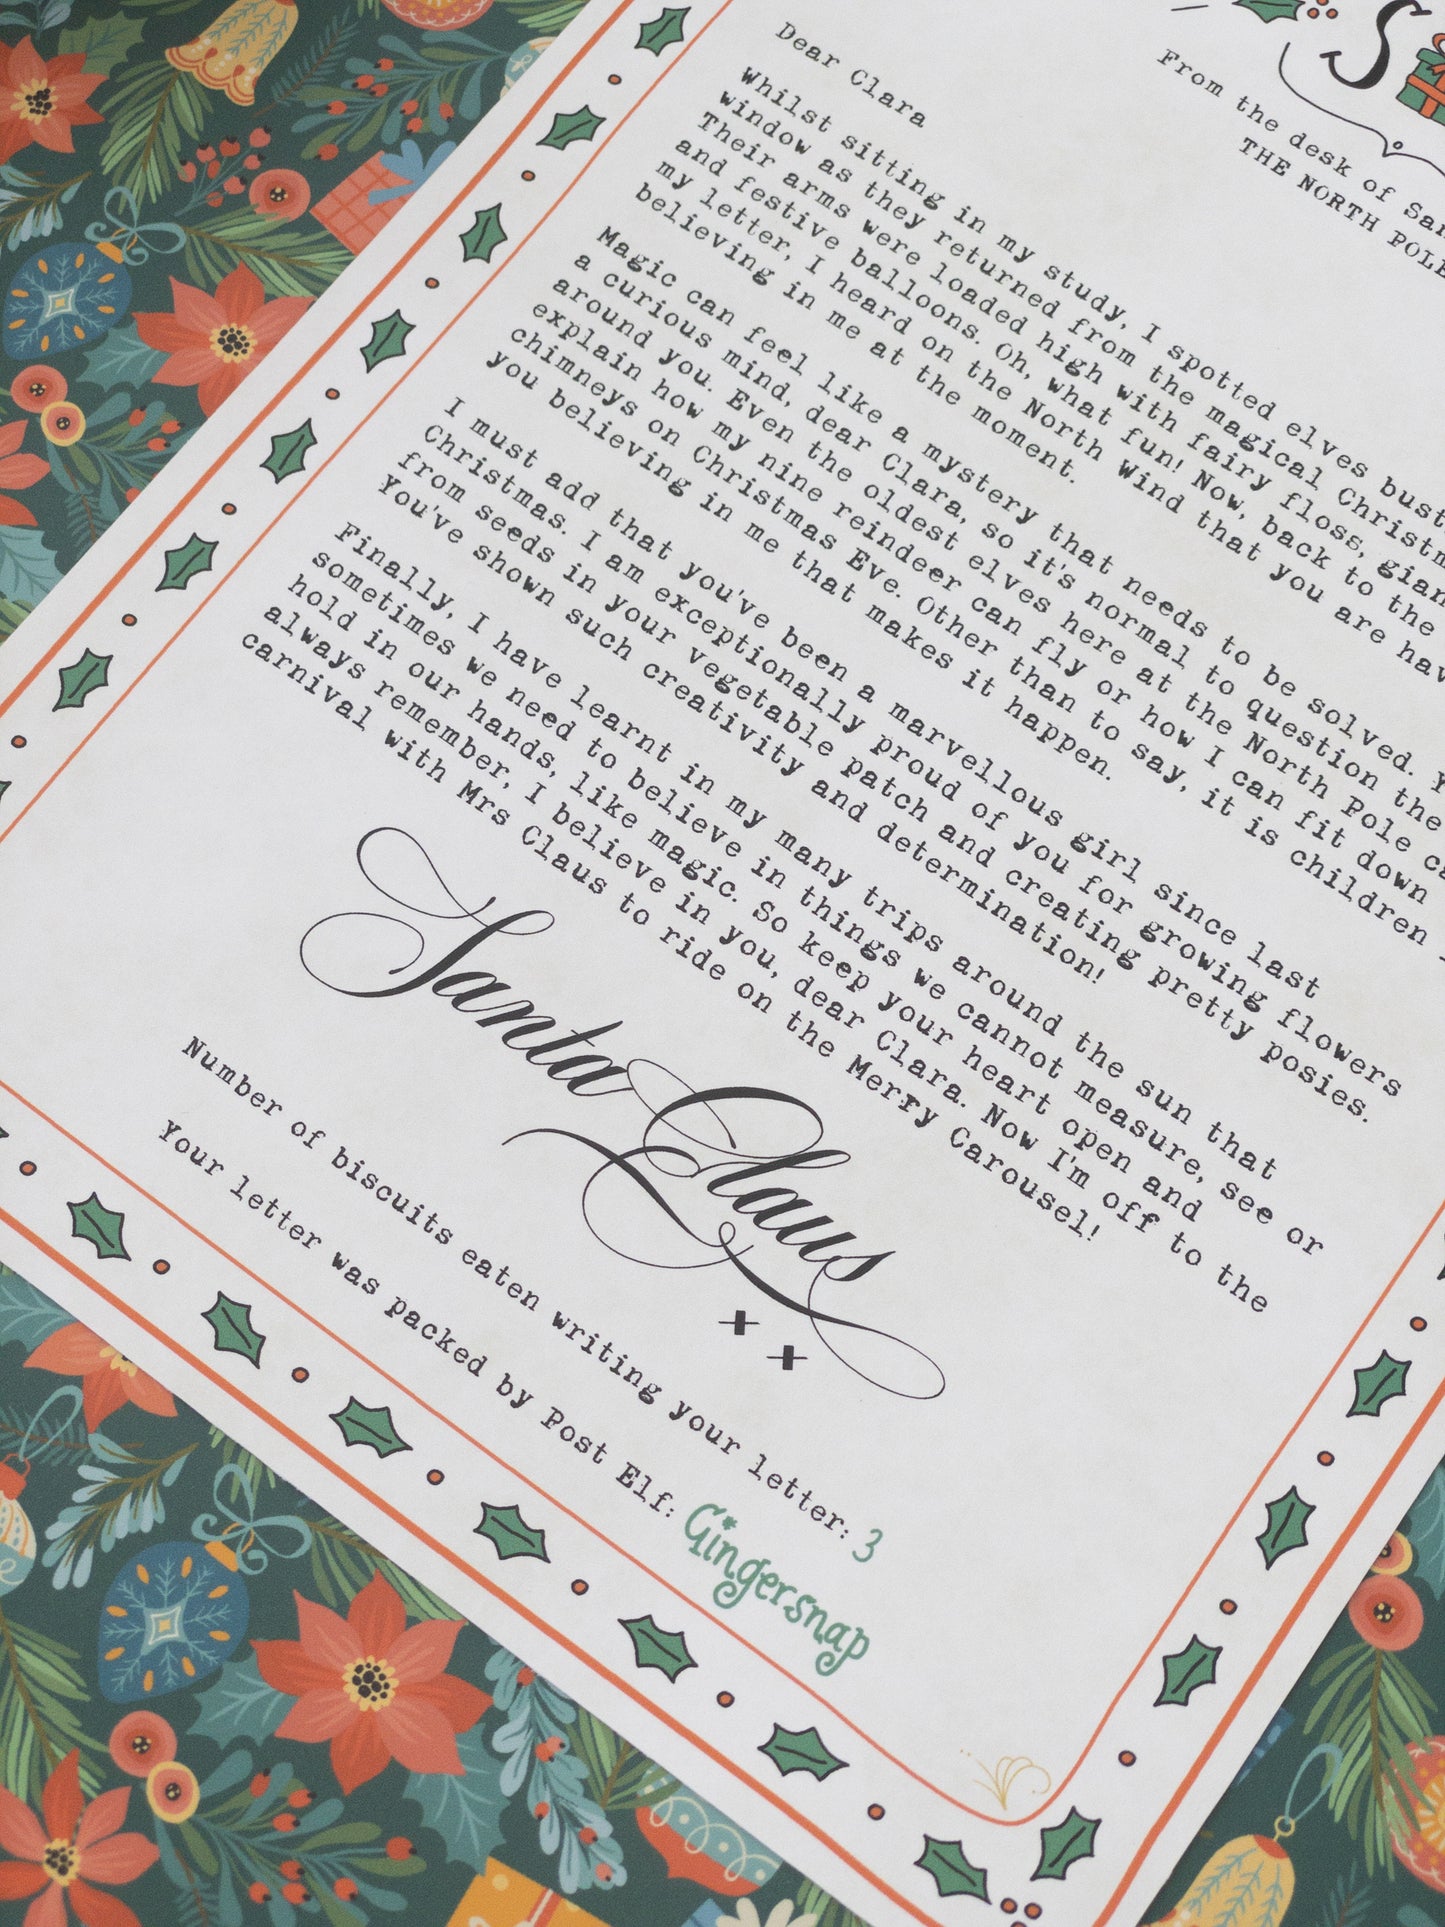 From the desk of
THE NORTH POLE
Dear Clara
Whilst sitting in my study, I spotted elves
window as they returned from the magical
Their arms were loaded high with fairy floss,
and festive balloons. Oh, what fun! Now, back to the
my letter, I heard on the North Wind that you are
believing in me at the moment.
Magic can feel like a mystery that needs to be solved.
a curious mind, dear Clara, so it's normal to question the
around you. Even the oldest elves here at the North Pole
explain how my nine reindeer can fly or how I can fit down
chimneys on Christmas Eve. Other than to say, it is children
you believing in me that makes it happen.
I must add that you've been a marvellous girl since last
Christmas. I am exceptionally proud of you for growing flowers
from seeds in your vegetable patch and creating pretty posies.
You've shown such creativity and determination!
Finally, I have learnt in my many trips around the sun that
sometimes we need to believe in things we cannot measure, see or
hold in our hands, like magic. So keep your heart open and
always remember, I believe in you, dear Clara. Now I'm off to the
carnival with Mrs Claus to ride on the Merry Carousel!
Santa Claus
x x
Number of biscuits eaten writing your letter: 3
Your letter was packed by Post Elf: Gingersnap